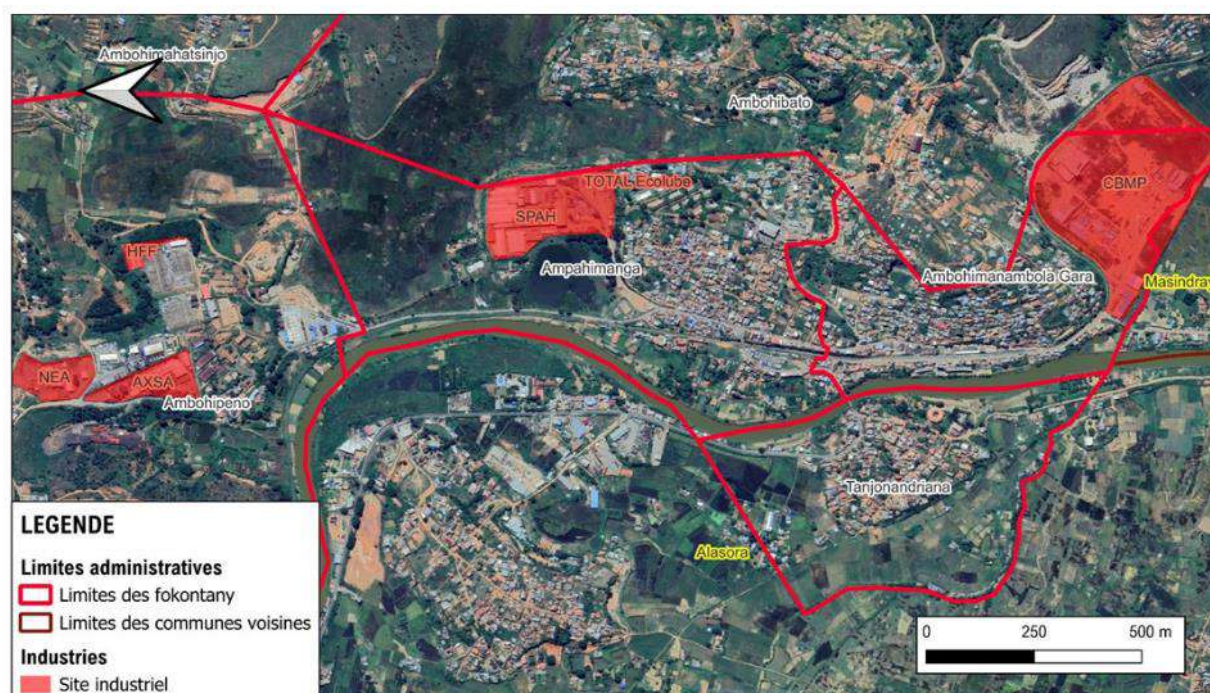 Ambohimahatsinjo
Ambohibato
TOTAL Ecolube
CBMP
SPAH
HFF
Ampahimanga
Ambohimanambola Gara
Masindray
NEA
AXSA
Ambohipeno
Tanjonandriana
Alasora
LEGENDE
Limites administratives
Limites des fokontany
Limites des communes voisines
Industries
Site industriel
0 250 500 m